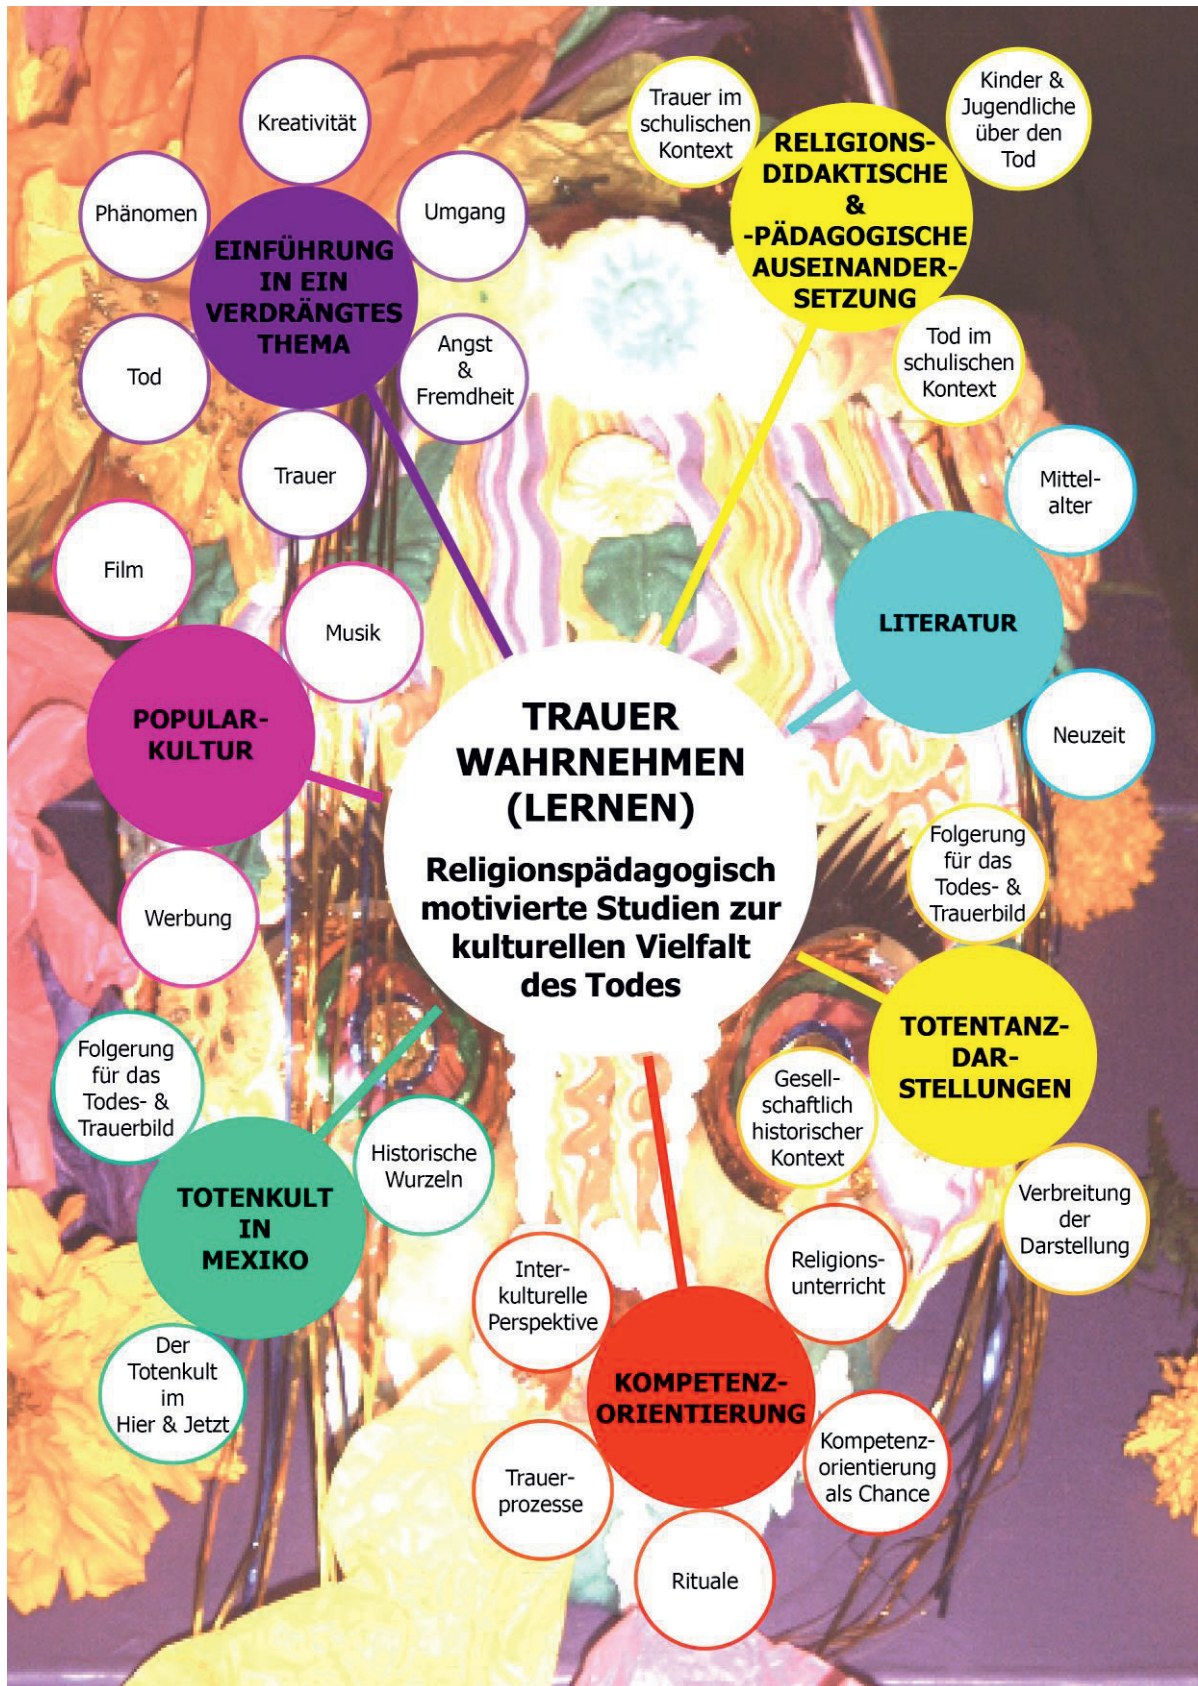 TRAUER
WAHRNEHMEN
(LERNEN)
Religionspädagogisch
motivierte Studien zur
kulturellen Vielfalt
des Todes
EINFÜHRUNG
IN EIN
VERDRÄNGTES
THEMA
Kreativität
Phänomen
Umgang
Tod
Angst
&
Fremdheit
Trauer
RELIGIONS-
DIDAKTISCHE
&
-PÄDAGOGISCHE
AUSEINANDER-
SETZUNG
Trauer im
schulischen
Kontext
Kinder &
Jugendliche
über den
Tod
Tod im
schulischen
Kontext
LITERATUR
Mittel-
alter
Neuzeit
POPULAR-
KULTUR
Film
Musik
Werbung
TOTENTANZ-
DAR-
STELLUNGEN
Folgerung
für das
Todes- &
Trauerbild
Gesell-
schaftlich
historischer
Kontext
Verbreitung
der
Darstellung
TOTENKULT
IN
MEXIKO
Folgerung
für das
Todes- &
Trauerbild
Historische
Wurzeln
Der
Totenkult
im
Hier & Jetzt
KOMPETENZ-
ORIENTIERUNG
Inter-
kulturelle
Perspektive
Religions-
unterricht
Trauer-
prozesse
Kompetenz-
orientierung
als Chance
Rituale